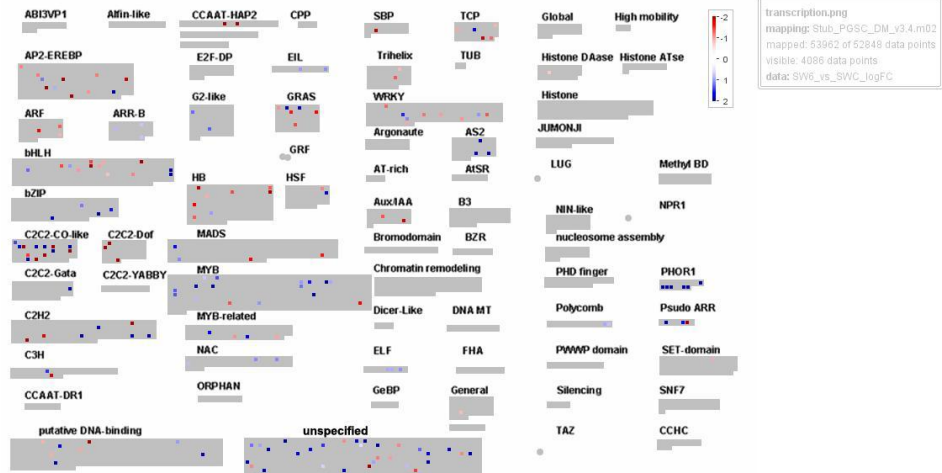 ABI3VP1
Alfin-like
CCAAT-HAP2
CPP
SBP
TCP
Global
High mobility
AP2-EREBP
E2F-DP
EIL
Trihelix
TUB
Histone DAase
Histone ATse
G2-like
GRAS
WRKY
Histone
ARF
ARR-B
Argonaute
AS2
JUMONJI
bHLH
GRF
AT-rich
AtSR
LUG
Methyl BD
HB
HSF
bZIP
Aux/IAA
B3
NIN-like
NPR1
C2C2-CO-like
C2C2-Dof
MADS
Bromodomain
BZR
nucleosome assembly
C2C2-Gata
C2C2-YABBY
MYB
Chromatin remodeling
PHD finger
PHOR1
C2H2
MYB-related
Dicer-Like
DNA MT
Polycomb
Psudo ARR
C3H
NAC
ELF
FHA
PWWP domain
SET-domain
CCAAT-DR1
ORPHAN
GeBP
General
Silencing
SNF7
putative DNA-binding
unspecified
TAZ
CCHC
-2
-1
0
1
2
transcription.png
mapping: Stub_PGSC_DM_v3.4.m02
mapped: 53962 of 52848 data points
visible: 4086 data points
data: SW6_vs_SWC_logFC